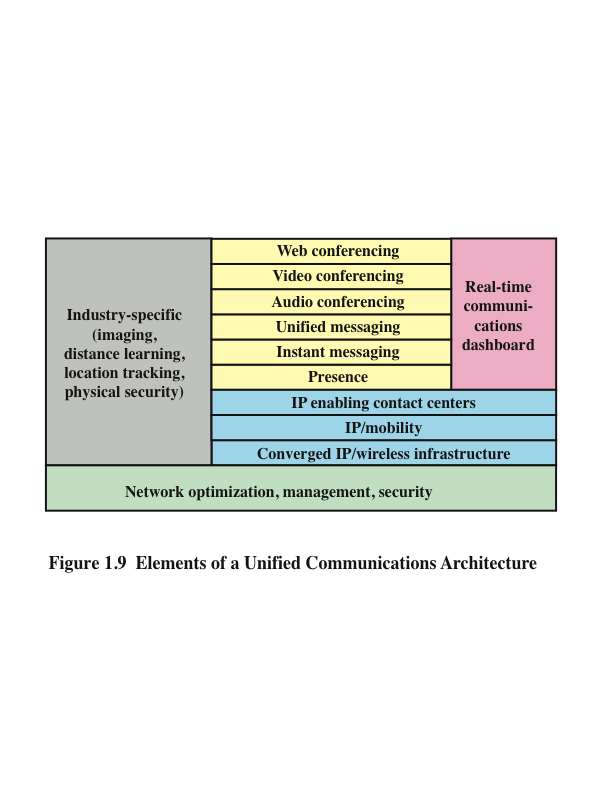 Industry-specific
(imaging,
distance learning,
location tracking,
physical security)
Web conferencing
Video conferencing
Audio conferencing
Unified messaging
Instant messaging
Presence
Real-time
communi-
cations
dashboard
IP enabling contact centers
IP/mobility
Converged IP/wireless infrastructure
Network optimization, management, security
Figure 1.9  Elements of a Unified Communications Architecture